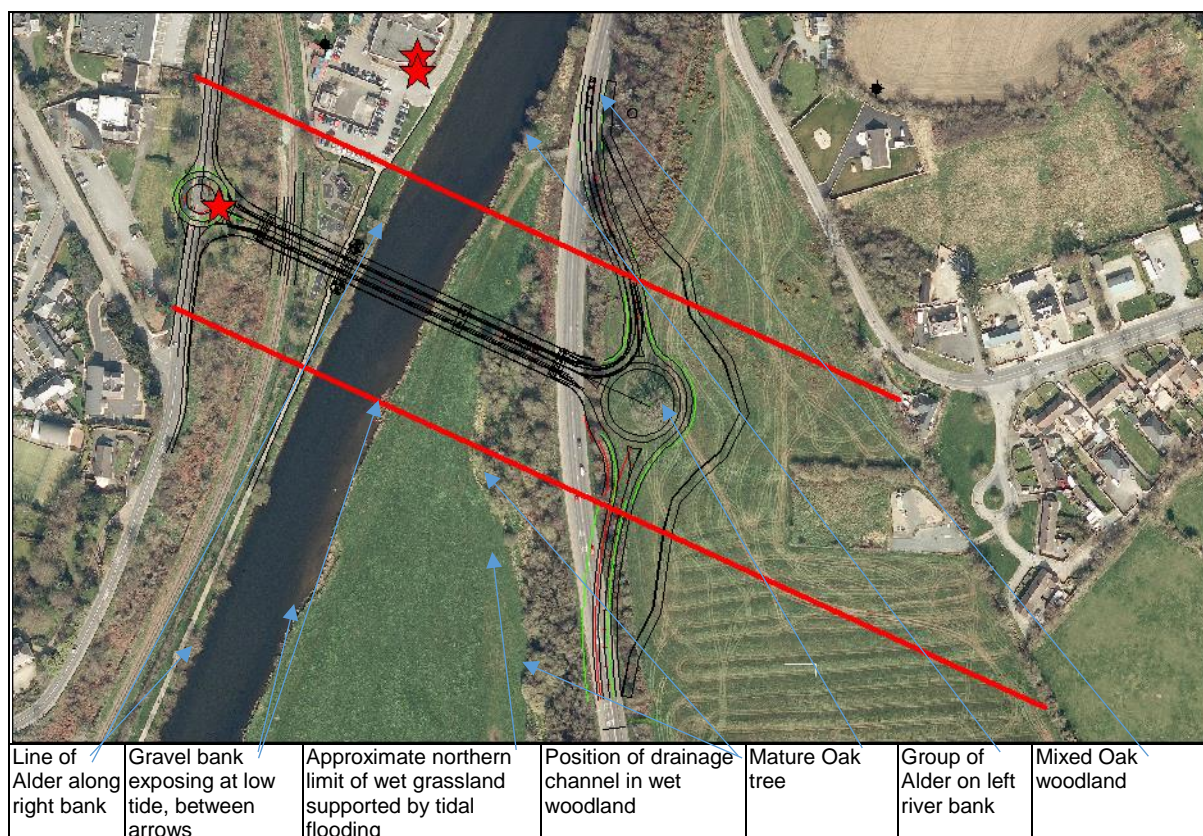 Line of
Alder along
right bank
Gravel bank
exposing at low
tide, between
arrows
Approximate northern
limit of wet grassland
supported by tidal
flooding
Position of drainage
channel in wet
woodland
Mature Oak
tree
Group of
Alder on left
river bank
Mixed Oak
woodland